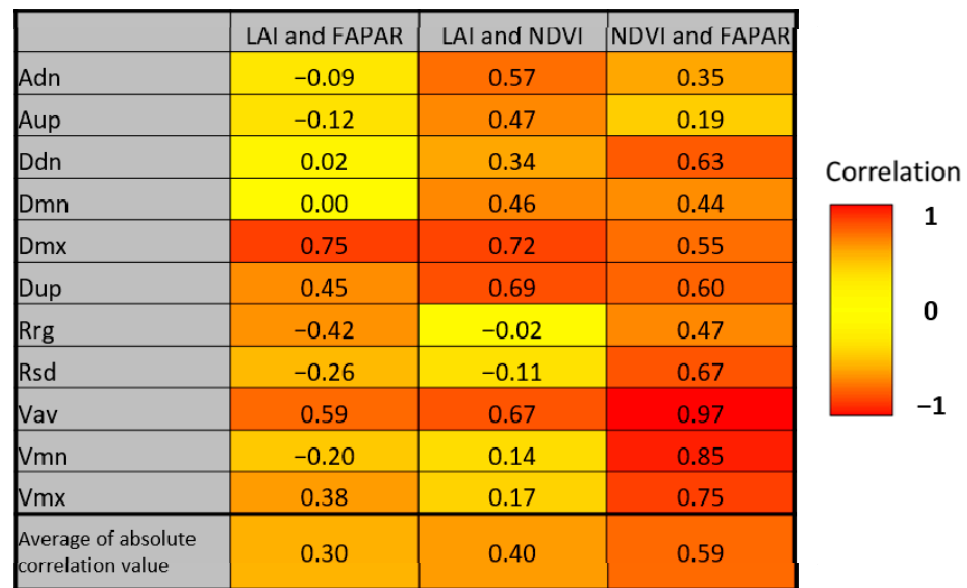 LAI and FAPAR LAI and NDVI NDVI and FAPAR
Adn −0.09 0.57 0.35
Aup −0.12 0.47 0.19
Ddn 0.02 0.34 0.63
Dmn 0.00 0.46 0.44
Dmx 0.75 0.72 0.55
Dup 0.45 0.69 0.60
Rrg −0.42 −0.02 0.47
Rsd −0.26 −0.11 0.67
Vav 0.59 0.67 0.97
Vmn −0.20 0.14 0.85
Vmx 0.38 0.17 0.75
Average of absolute
correlation value 0.30 0.40 0.59
Correlation
1
0
−1